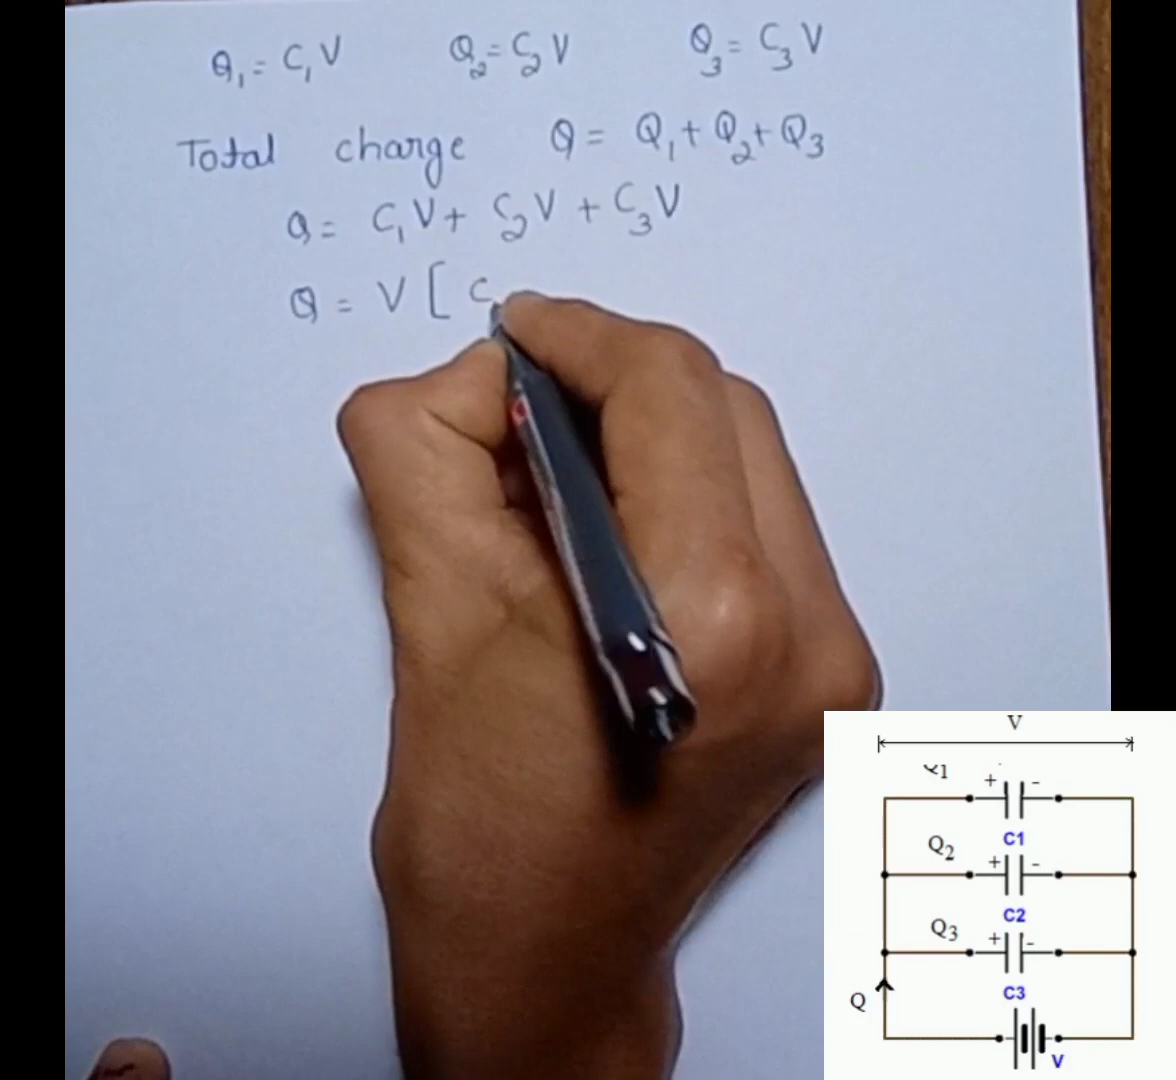 Q₁ = C₁V Q₂ = C₂V Q₃ = C₃V
Total charge Q = Q₁ + Q₂ + Q₃
Q = C₁V + C₂V + C₃V
Q = V [ C₁
V
+ -
C1
Q₂ + -
C2
Q₃ + -
C3
Q
V